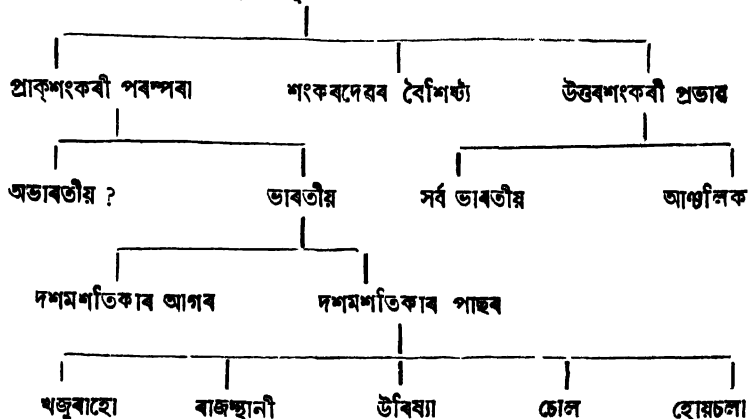 প্ৰাক্‌শংকৰী পৰম্পৰা শংকৰদেৱৰ বৈশিষ্ট্য উত্তৰশংকৰী প্ৰভাৱ
অভাৰতীয় ? ভাৰতীয় সৰ্ব ভাৰতীয় আঞ্চলিক
দশমশতিকাৰ আগৰ দশমশতিকাৰ পাছৰ
খজুৰাহো ৰাজস্থানী উৰিষ্যা চোল হোয়চলা